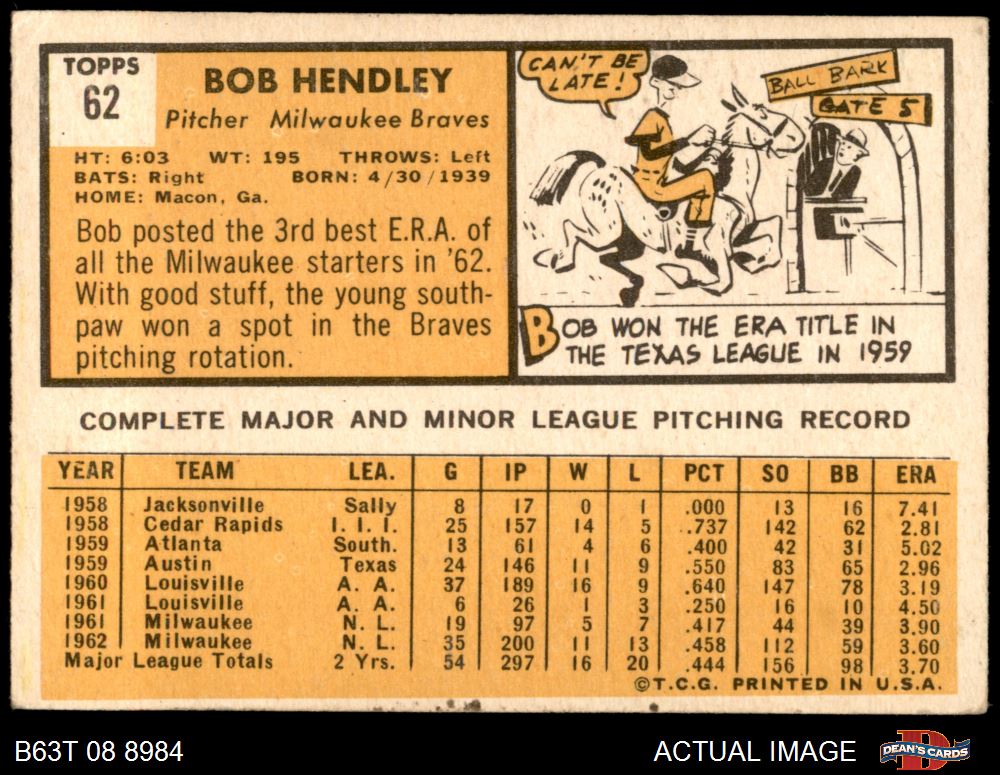 TOPPS
62
BOB HENDLEY
Pitcher Milwaukee Braves
HT: 6:03 WT: 195 THROWS: Left
BATS: Right BORN: 4/30/1939
HOME: Macon, Ga.
Bob posted the 3rd best E.R.A. of
all the Milwaukee starters in '62.
With good stuff, the young south-
paw won a spot in the Braves
pitching rotation.
CAN'T BE
LATE!
BALL BARK
GATE 5
BOB WON THE ERA TITLE IN
THE TEXAS LEAGUE IN 1959
COMPLETE MAJOR AND MINOR LEAGUE PITCHING RECORD
YEAR TEAM LEA. G IP W L PCT SO BB ERA
1958 Jacksonville Sally 8 17 0 1 .000 13 16 7.41
1958 Cedar Rapids I. I. I. 25 157 14 5 .737 142 62 2.81
1959 Atlanta South. 13 61 4 6 .400 42 31 5.02
1959 Austin Texas 24 146 11 9 .550 83 65 2.96
1960 Louisville A. A. 37 189 16 9 .640 147 78 3.19
1961 Louisville A. A. 6 26 1 3 .250 16 10 4.50
1961 Milwaukee N. L. 19 97 5 7 .417 44 39 3.90
1962 Milwaukee N. L. 35 200 11 13 .458 112 59 3.60
Major League Totals 2 Yrs. 54 297 16 20 .444 156 98 3.70
©T.C.G. PRINTED IN U.S.A.
B63T 08 8984 ACTUAL IMAGE D DEAN'S CARDS